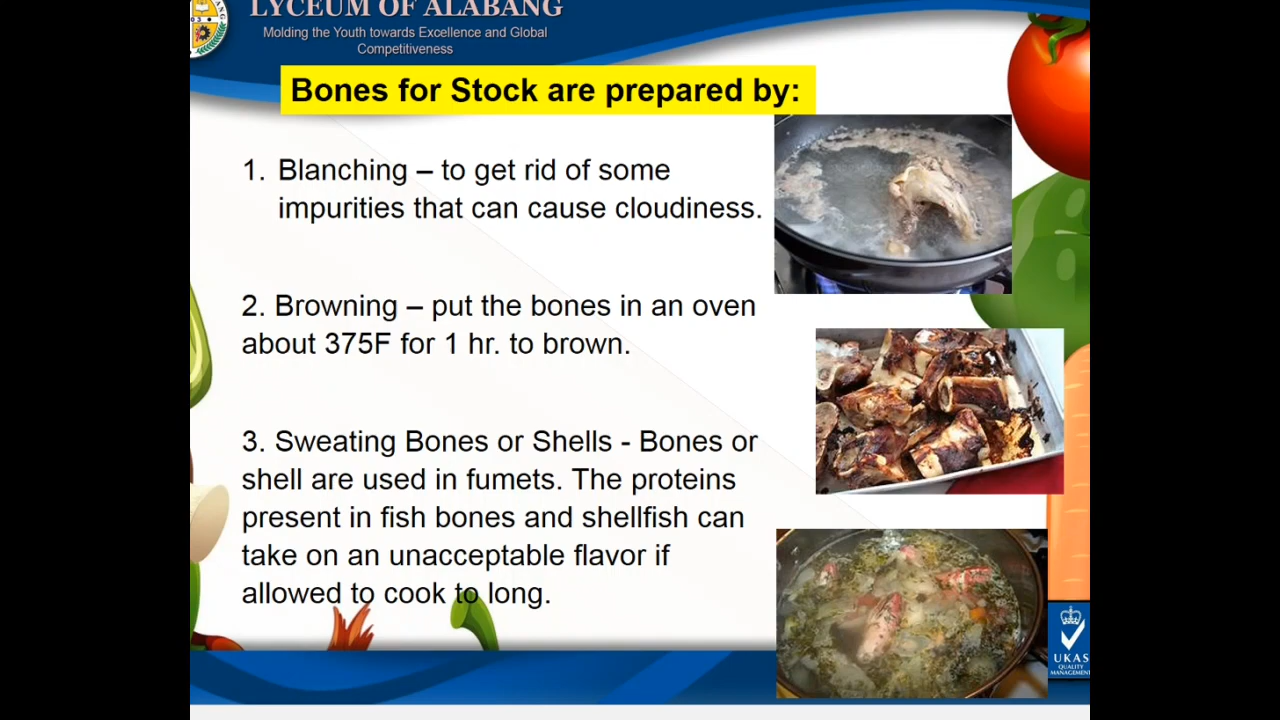 LYCEUM OF ALABANG
Molding the Youth towards Excellence and Global
Competitiveness
Bones for Stock are prepared by:
1. Blanching – to get rid of some
impurities that can cause cloudiness.
2. Browning – put the bones in an oven
about 375F for 1 hr. to brown.
3. Sweating Bones or Shells - Bones or
shell are used in fumets. The proteins
present in fish bones and shellfish can
take on an unacceptable flavor if
allowed to cook to long.
UKAS
QUALITY
MANAGEMENT